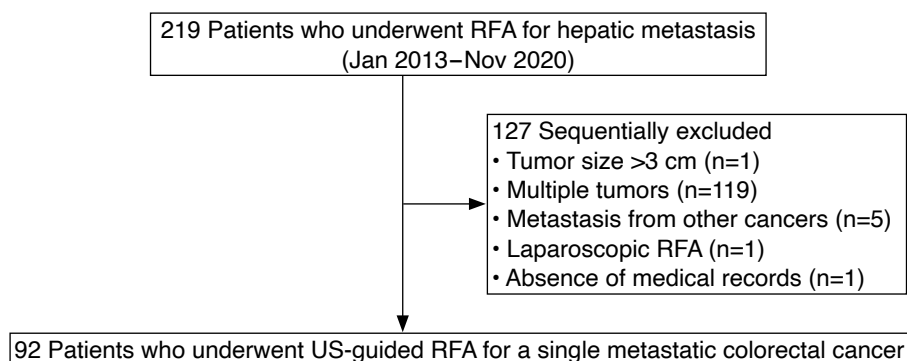 219 Patients who underwent RFA for hepatic metastasis
(Jan 2013–Nov 2020)
127 Sequentially excluded
• Tumor size >3 cm (n=1)
• Multiple tumors (n=119)
• Metastasis from other cancers (n=5)
• Laparoscopic RFA (n=1)
• Absence of medical records (n=1)
92 Patients who underwent US-guided RFA for a single metastatic colorectal cancer